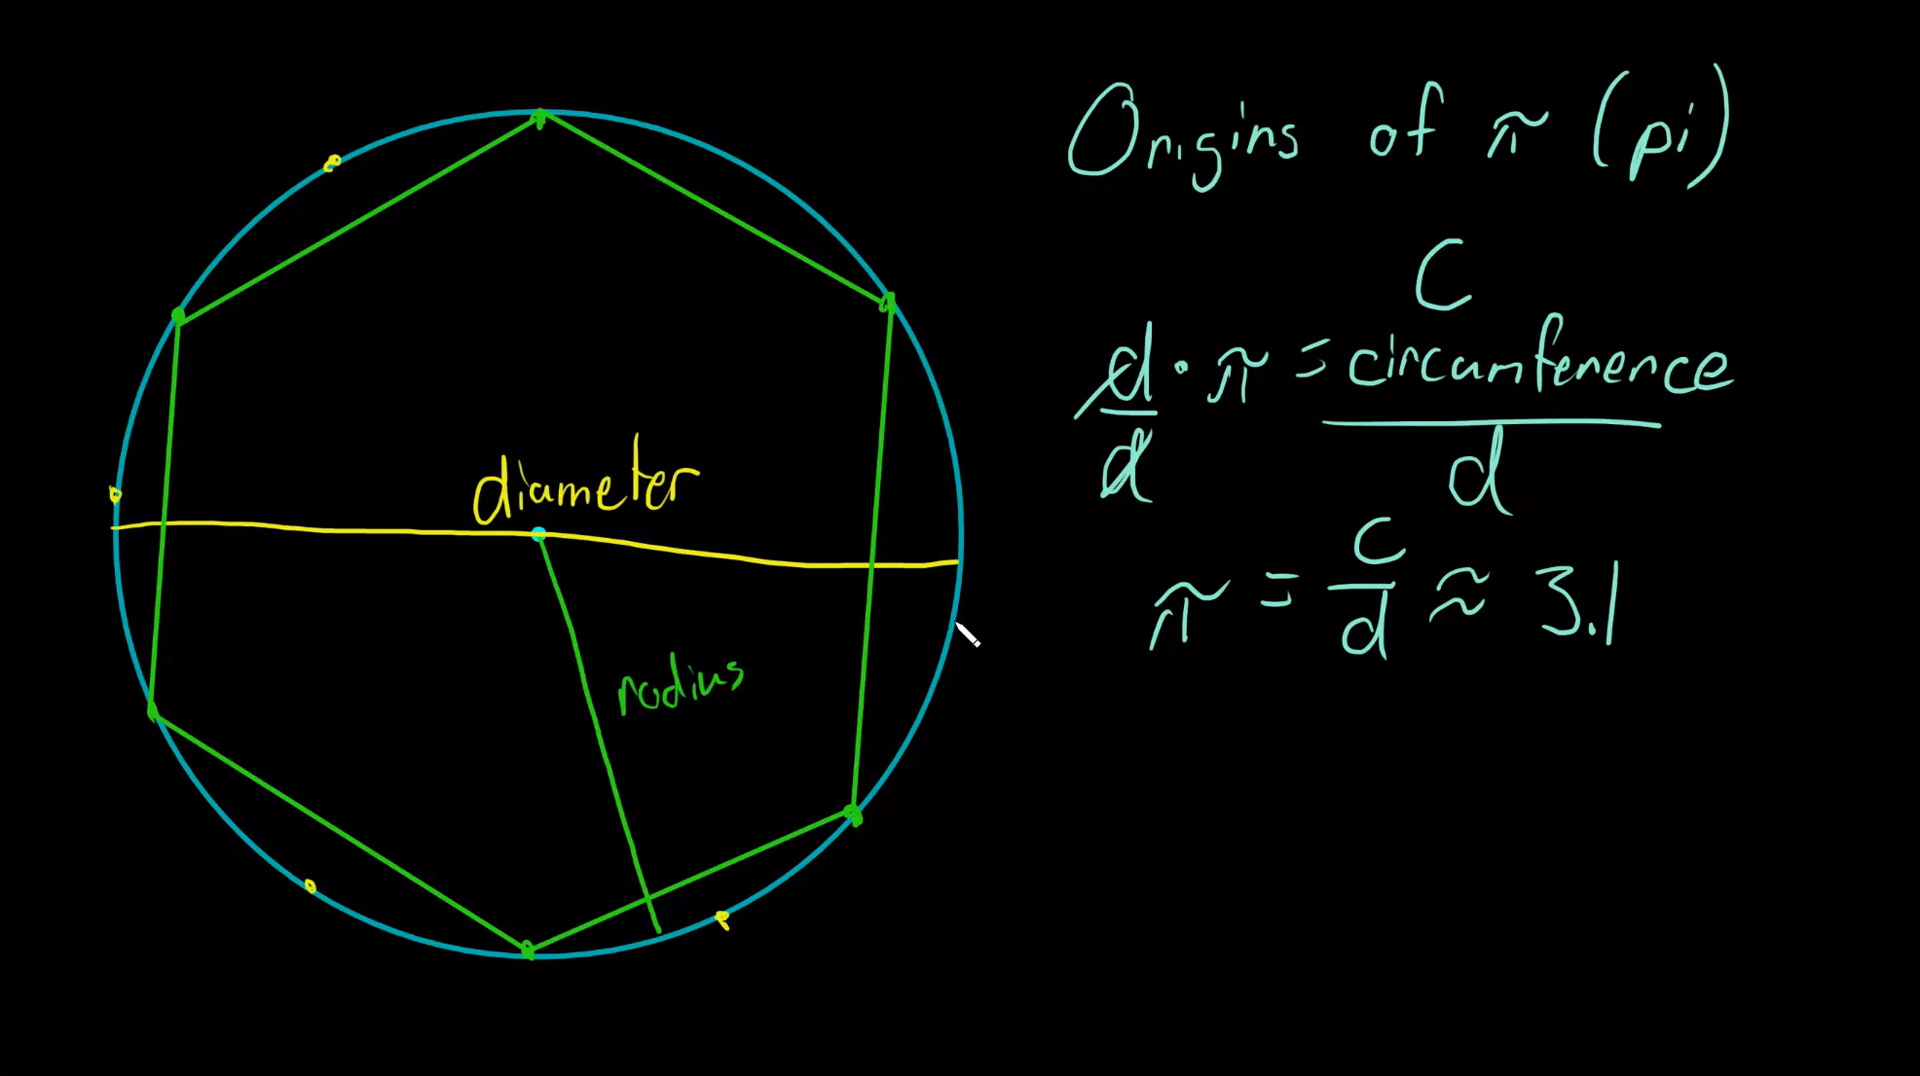 Origins of π (pi)
C
d/d · π = circumference/d
π = C/d ≈ 3.1
diameter
radius